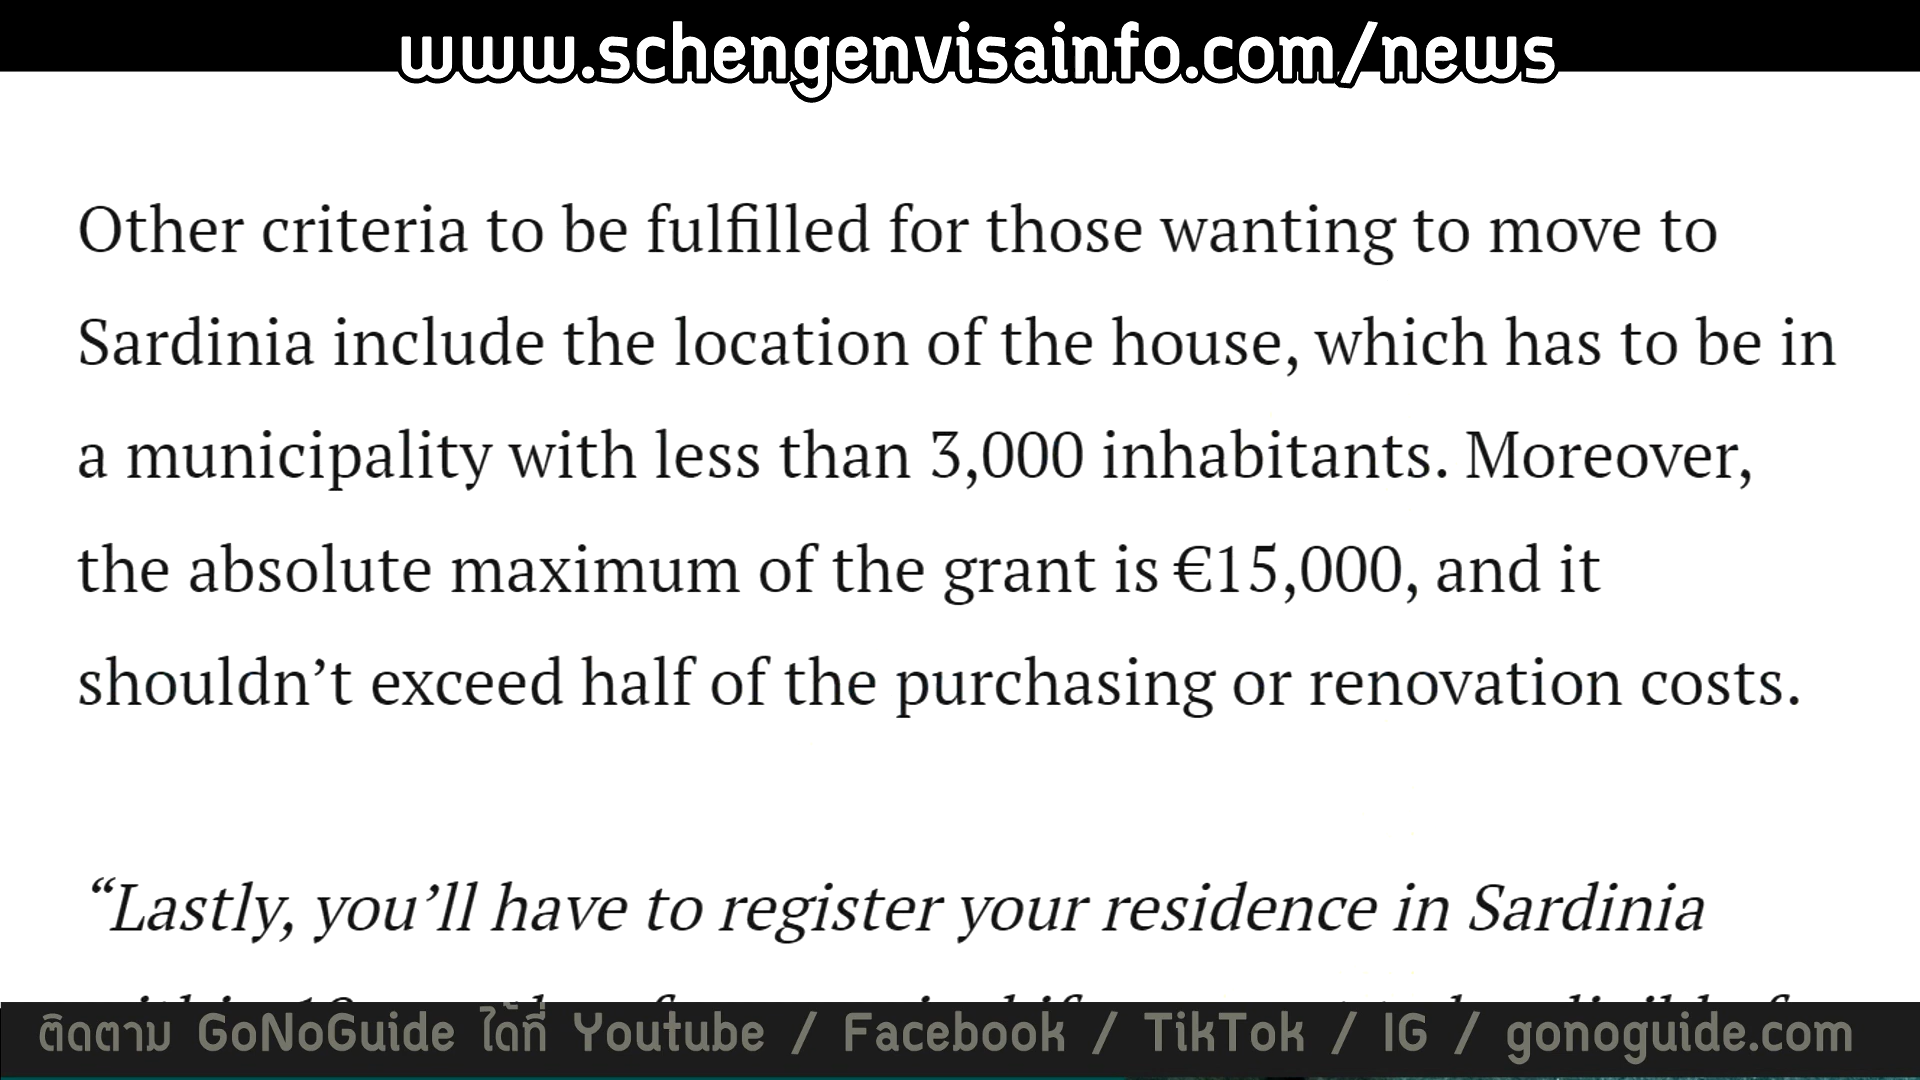 www.schengenvisainfo.com/news
Other criteria to be fulfilled for those wanting to move to
Sardinia include the location of the house, which has to be in
a municipality with less than 3,000 inhabitants. Moreover,
the absolute maximum of the grant is €15,000, and it
shouldn’t exceed half of the purchasing or renovation costs.
“Lastly, you’ll have to register your residence in Sardinia
ติดตาม GoNoGuide ได้ที่ Youtube / Facebook / TikTok / IG / gonoguide.com